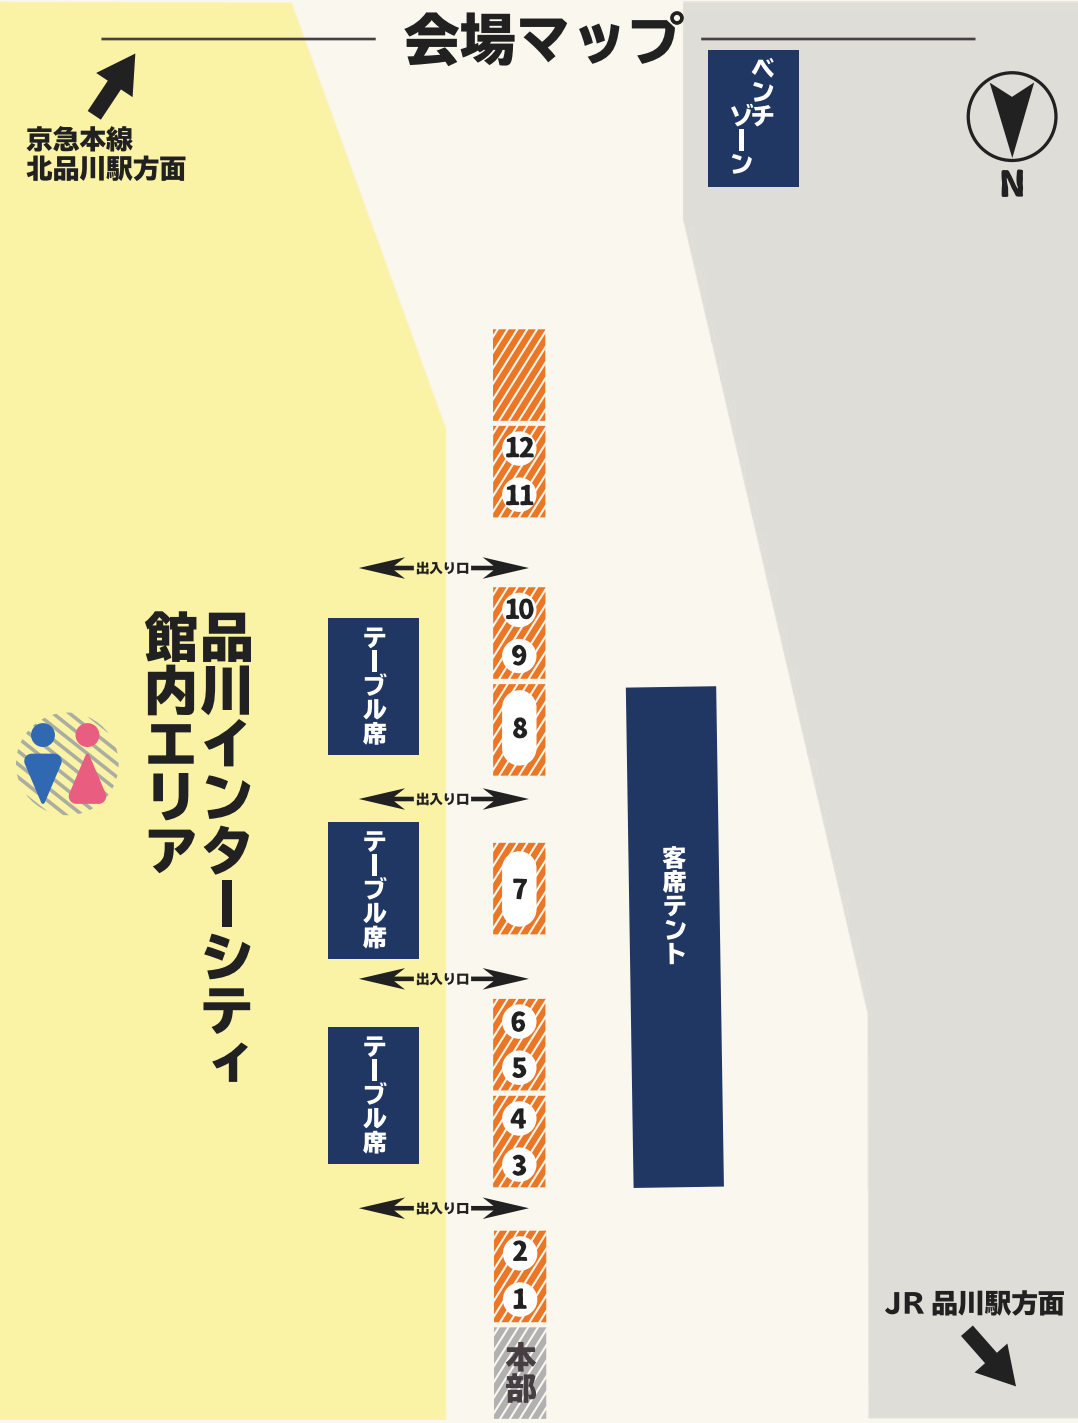 会場マップ
京急本線
北品川駅方面
ベンチ
ゾーン
N
12
11
出入り口
10
9
8
テーブル席
出入り口
テーブル席
7
品川インターシティ
館内エリア
客席テント
出入り口
6
5
4
3
テーブル席
出入り口
2
1
本部
JR 品川駅方面